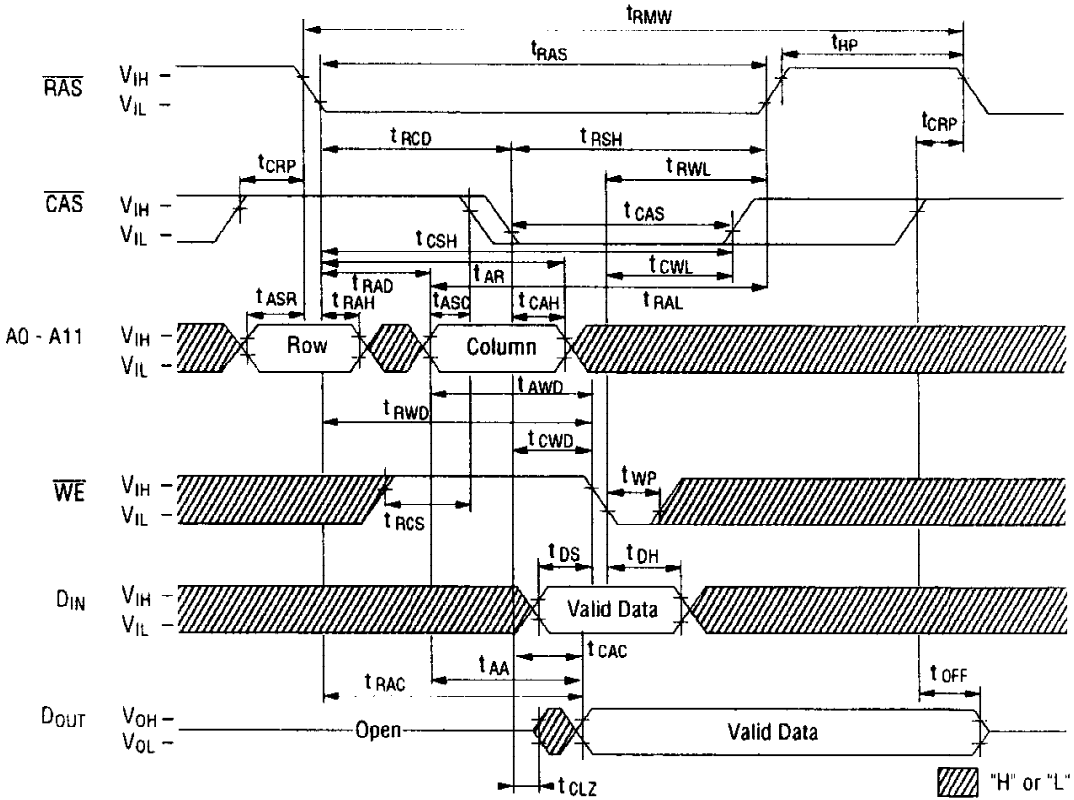 tRMW
tRAS
tHP
RAS
VIH
VIL
tRCD
tRSH
tCRP
tCRP
tRWL
CAS
VIH
VIL
tCAS
tCSH
tCWL
tAR
tRAD
tRAL
tASR
tRAH
tASC
tCAH
A0 - A11
VIH
VIL
Row
Column
tAWD
tRWD
tCWD
WE
VIH
VIL
tWP
tRCS
tDS
tDH
DIN
VIH
VIL
Valid Data
tCAC
tAA
tRAC
tOFF
DOUT
VOH
VOL
Open
Valid Data
tCLZ
"H" or "L"